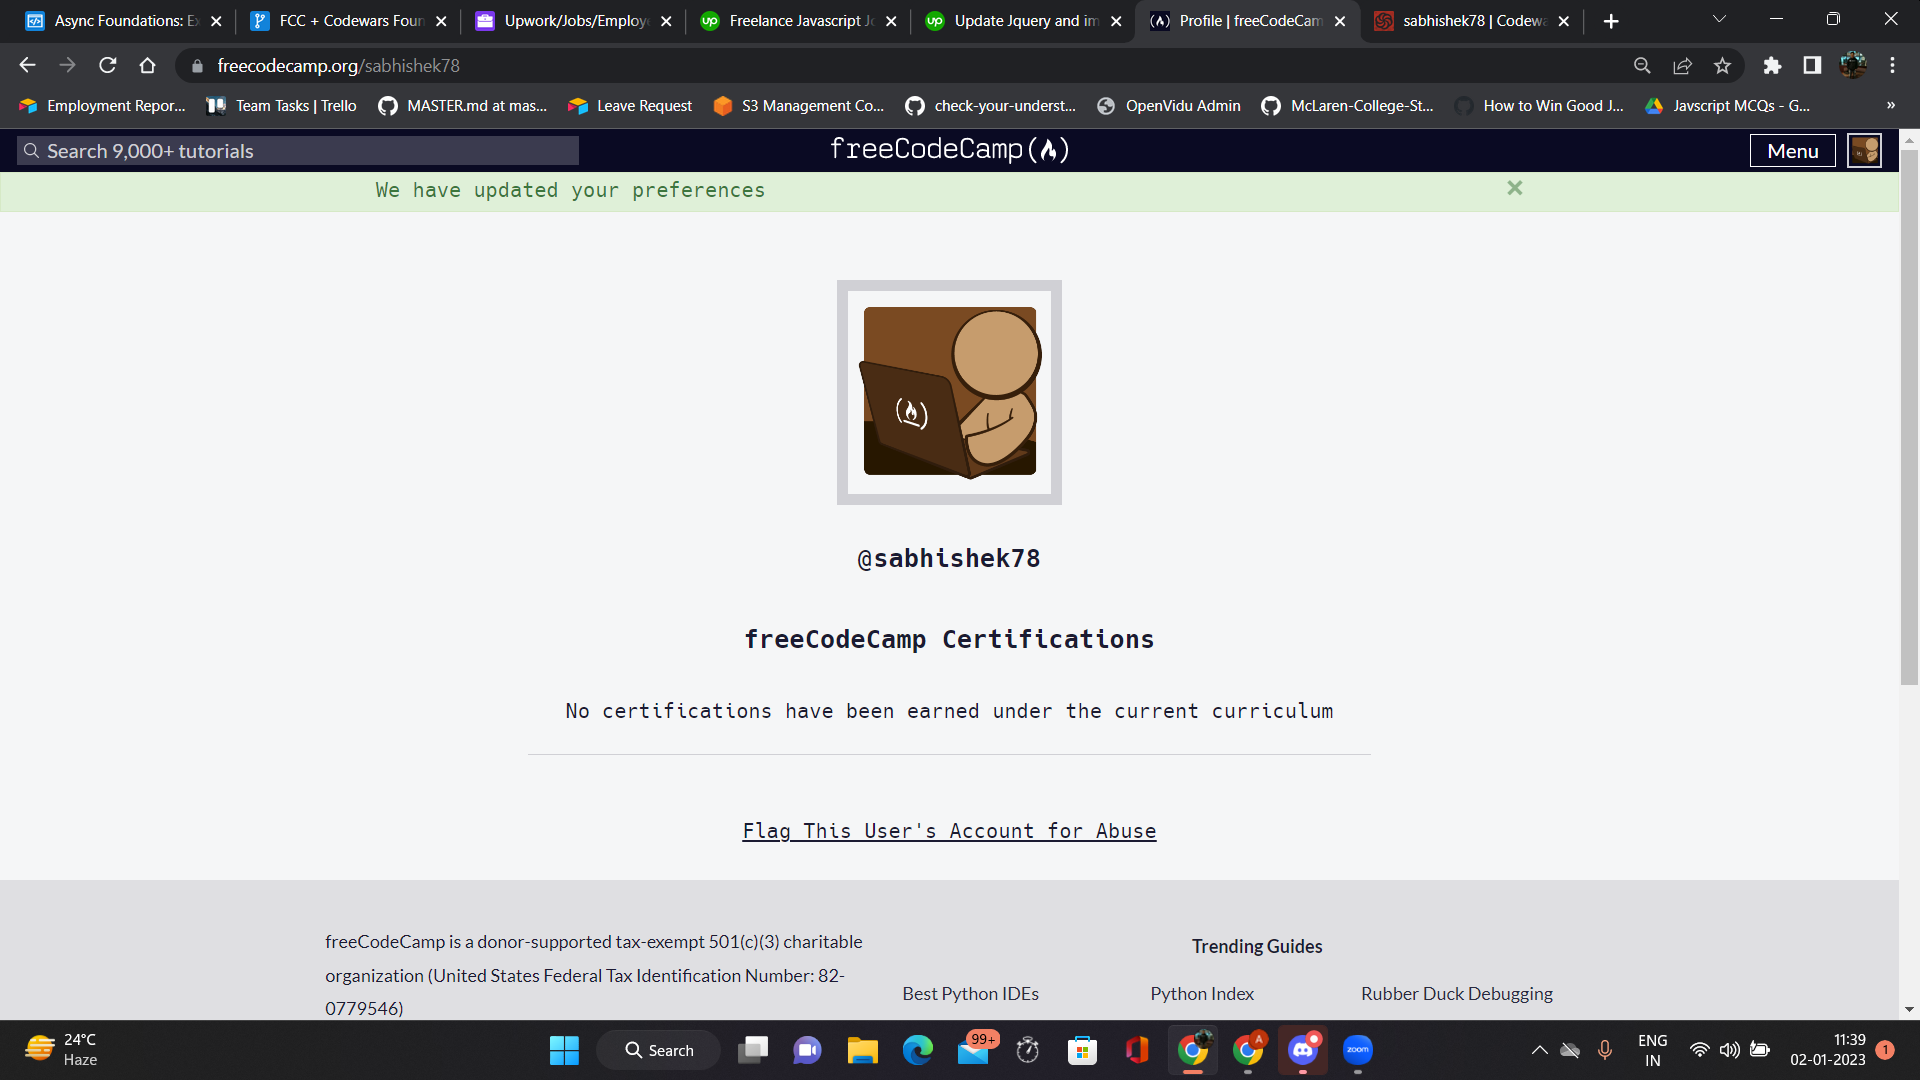 Async Foundations: Ex
FCC + Codewars Foun
Upwork/Jobs/Employe
Freelance Javascript Jo
Update Jquery and im
Profile | freeCodeCam
sabhishek78 | Codewa
freecodecamp.org/sabhishek78
Employment Repor...
Team Tasks | Trello
MASTER.md at mas...
Leave Request
S3 Management Co...
check-your-underst...
OpenVidu Admin
McLaren-College-St...
How to Win Good J...
Javscript MCQs - G...
»
Search 9,000+ tutorials
freeCodeCamp
Menu
We have updated your preferences
@sabhishek78
freeCodeCamp Certifications
No certifications have been earned under the current curriculum
Flag This User's Account for Abuse
freeCodeCamp is a donor-supported tax-exempt 501(c)(3) charitable
organization (United States Federal Tax Identification Number: 82-
0779546)
Trending Guides
Best Python IDEs
Python Index
Rubber Duck Debugging
24°C
Haze
Search
99+
A
zoom
ENG
IN
11:39
02-01-2023
1